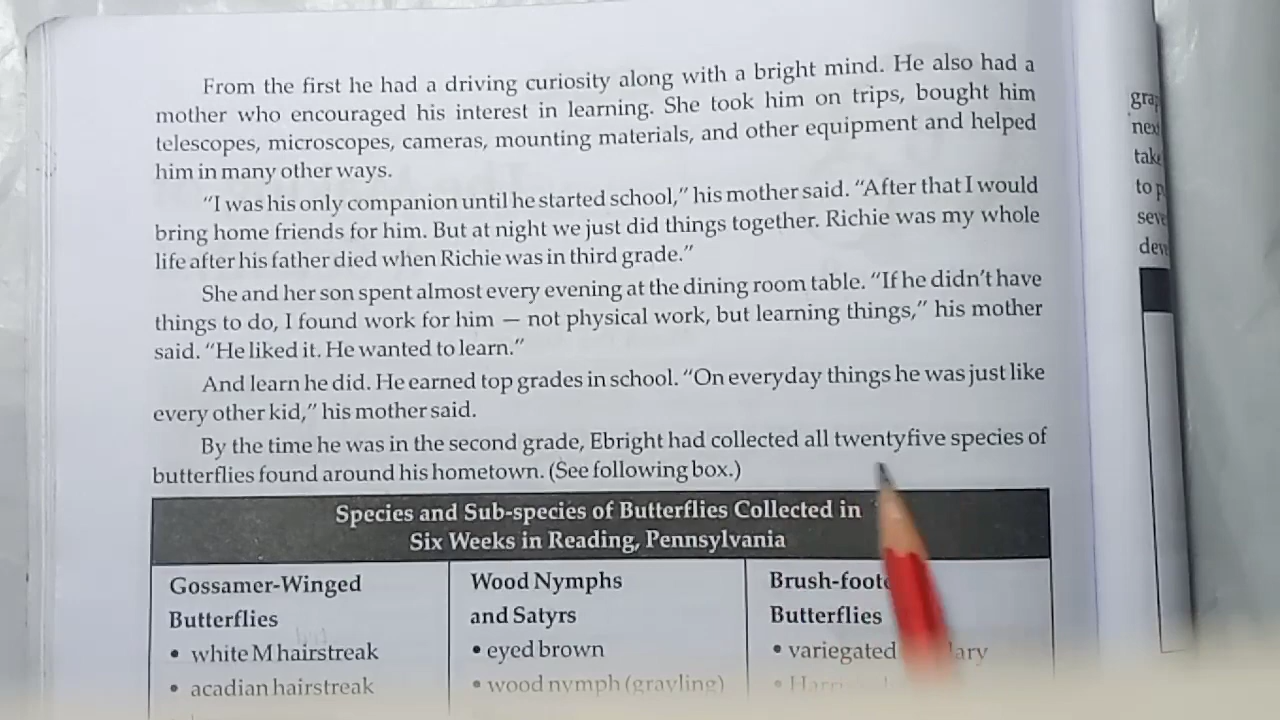 From the first he had a driving curiosity along with a bright mind. He also had a
mother who encouraged his interest in learning. She took him on trips, bought him
telescopes, microscopes, cameras, mounting materials, and other equipment and helped
him in many other ways.
“I was his only companion until he started school,” his mother said. “After that I would
bring home friends for him. But at night we just did things together. Richie was my whole
life after his father died when Richie was in third grade.”
She and her son spent almost every evening at the dining room table. “If he didn’t have
things to do, I found work for him — not physical work, but learning things,” his mother
said. “He liked it. He wanted to learn.”
And learn he did. He earned top grades in school. “On everyday things he was just like
every other kid,” his mother said.
By the time he was in the second grade, Ebright had collected all twentyfive species of
butterflies found around his hometown. (See following box.)
Species and Sub-species of Butterflies Collected in
Six Weeks in Reading, Pennsylvania
Gossamer-Winged
Butterflies
• white M hairstreak
• acadian hairstreak
Wood Nymphs
and Satyrs
• eyed brown
• wood nymph (grayling)
Butterflies
• variegated
to